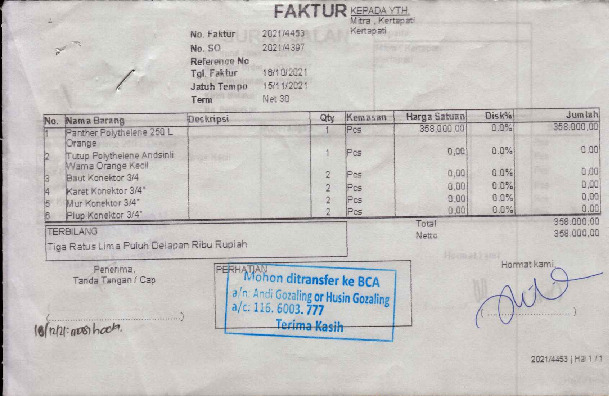 FAKTUR
KEPADA YTH.
Mitra, Kertapati
Kertapati
No. Faktur 2021/4453
No. SO 2021/4397
Reference No
Tgl. Faktur 18/10/2021
Jatuh Tempo 15/11/2021
Term Net 30
No. Nama Barang Deskripsi Qty Kemasan Harga Satuan Disk% Jumlah
1 Panther Polythelene 250 L Orange 1 Pcs 358.000,00 0.0% 358.000,00
2 Tutup Polythelene Andsinli Warna Orange Kecil 1 Pcs 0,00 0.0% 0,00
3 Baut Konektor 3/4 2 Pcs 0,00 0.0% 0,00
4 Karet Konektor 3/4" 2 Pcs 0,00 0.0% 0,00
5 Mur Konektor 3/4" 2 Pcs 0,00 0.0% 0,00
6 Plup Konektor 3/4" 2 Pcs 0,00 0.0% 0,00
Total 358.000,00
Netto 358.000,00
TERBILANG
Tiga Ratus Lima Puluh Delapan Ribu Rupiah
Penerima,
Tanda Tangan / Cap
PERHATIAN
Mohon ditransfer ke BCA
a/n: Andi Gozaling or Husin Gozaling
a/c: 116. 6003. 777
Terima Kasih
Hormat kami
2021/4453 | Hal 1 / 1